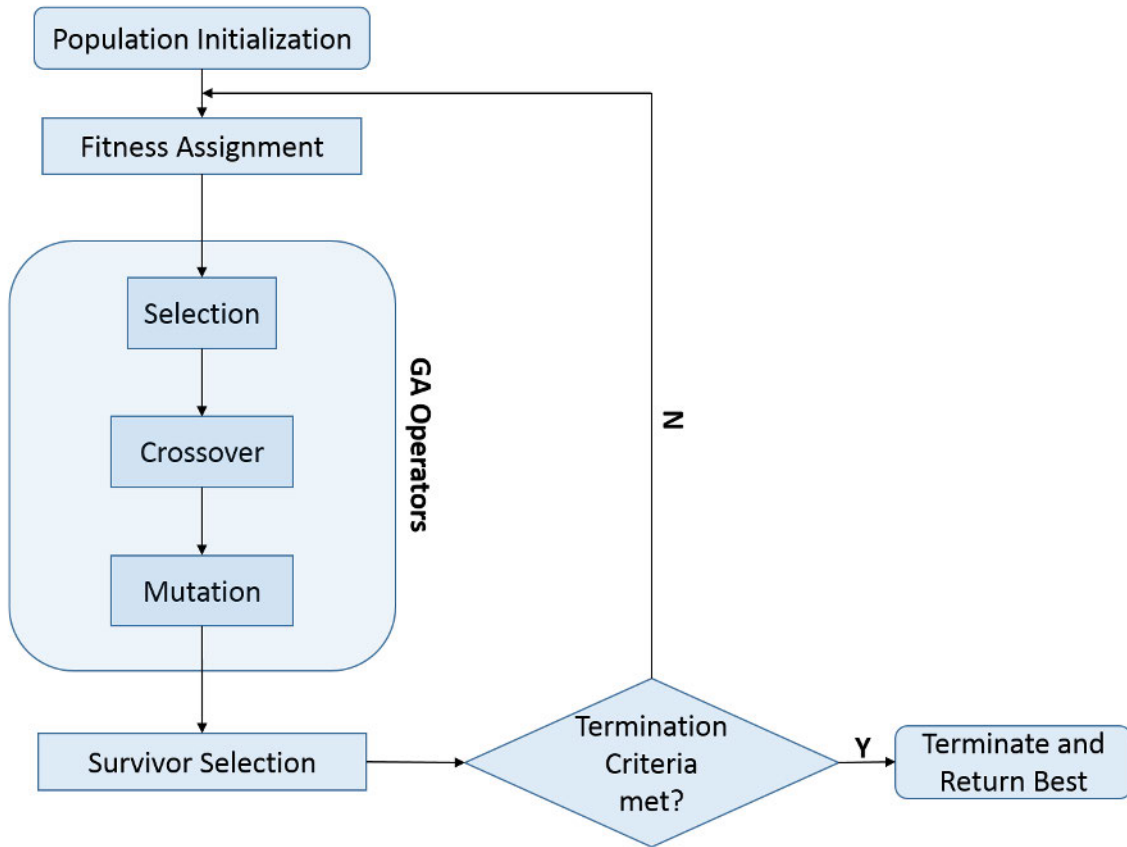 Population Initialization
Fitness Assignment
Selection
Crossover
Mutation
GA Operators
Survivor Selection
Termination
Criteria
met?
N
Y
Terminate and
Return Best